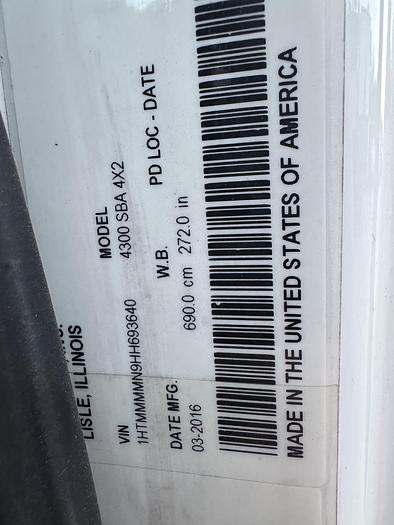 LISLE, ILLINOIS
VIN MODEL
1HTMMMMN9HH693640 4300 SBA 4X2
DATE MFG. W.B. PD LOC - DATE
03-2016 690.0 cm 272.0 in
MADE IN THE UNITED STATES OF AMERICA